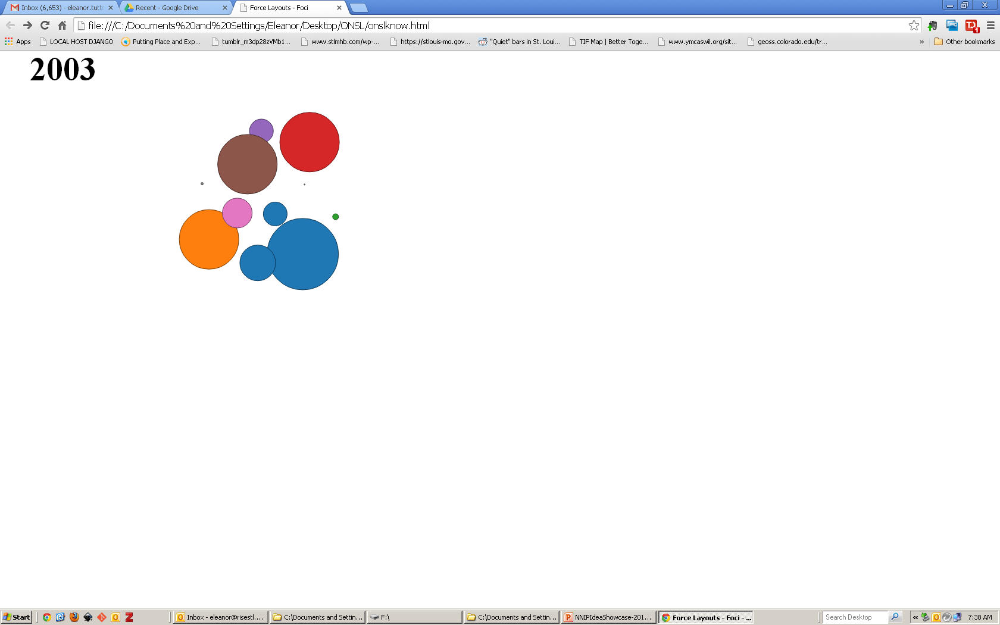 Inbox (6,653) - eleanor.tutt
Recent - Google Drive
Force Layouts - Foci
file:///C:/Documents%20and%20Settings/Eleanor/Desktop/ONSL/onslknow.html
TD 1
Apps
LOCAL HOST DJANGO
Putting Place and Exp...
tumblr_m3dp28zVMb1...
www.stlmhb.com/wp-...
https://stlouis-mo.gov...
"Quiet" bars in St. Loui...
TIF Map | Better Toge...
www.ymcaswil.org/sit...
geoss.colorado.edu/tr...
»
Other bookmarks
2003
Start
Inbox - eleanor@risestl....
C:\Documents and Settin...
F:\
C:\Documents and Settin...
NNIPIdeaShowcase-201...
Force Layouts - Foci - ...
Search Desktop
«
7:38 AM